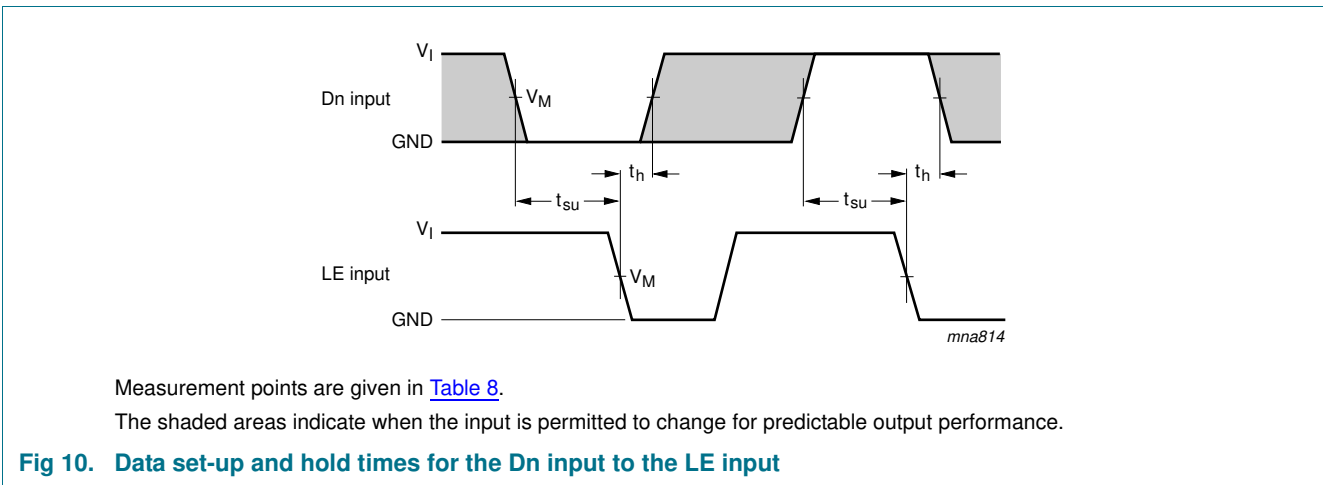 VI
Dn input
VM
GND
th
th
tsu
tsu
VI
LE input
VM
GND
mna814
Measurement points are given in Table 8.
The shaded areas indicate when the input is permitted to change for predictable output performance.
Fig 10. Data set-up and hold times for the Dn input to the LE input